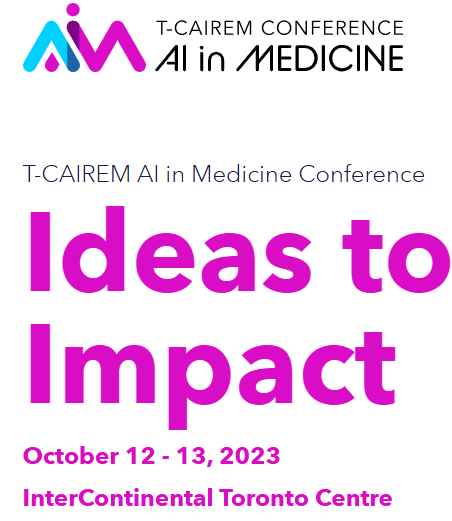 AiM T-CAIREM CONFERENCE
AI in MEDICINE
T-CAIREM AI in Medicine Conference
Ideas to
Impact
October 12 - 13, 2023
InterContinental Toronto Centre